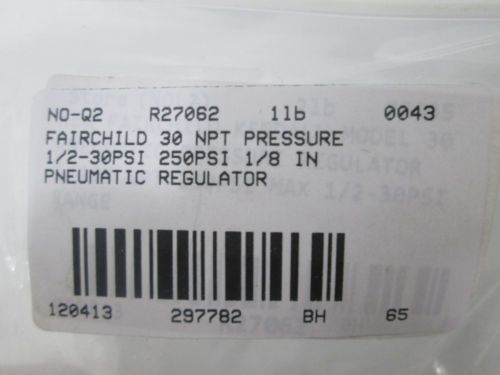 NO-Q2 R27062 1lb 0043
FAIRCHILD 30 NPT PRESSURE
1/2-30PSI 250PSI 1/8 IN
PNEUMATIC REGULATOR
120413 297782 BH 65